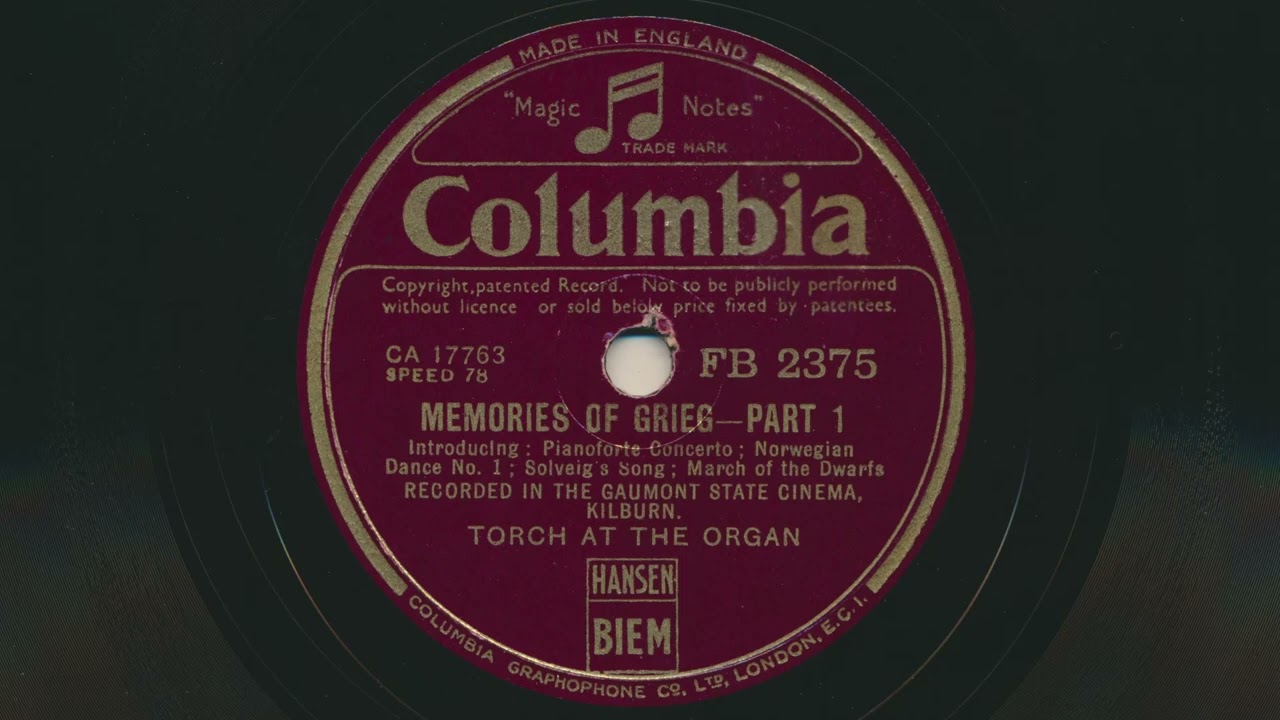 MADE IN ENGLAND
"Magic Notes"
TRADE MARK
Columbia
Copyright, patented Record. Not to be publicly performed
without licence or sold below price fixed by patentees.
CA 17763 FB 2375
SPEED 78
MEMORIES OF GRIEG—PART 1
Introducing : Pianoforte Concerto ; Norwegian
Dance No. 1 ; Solveig's Song ; March of the Dwarfs
RECORDED IN THE GAUMONT STATE CINEMA,
KILBURN.
TORCH AT THE ORGAN
HANSEN
BIEM
COLUMBIA GRAPHOPHONE CO. LTD, LONDON, E.C.1.